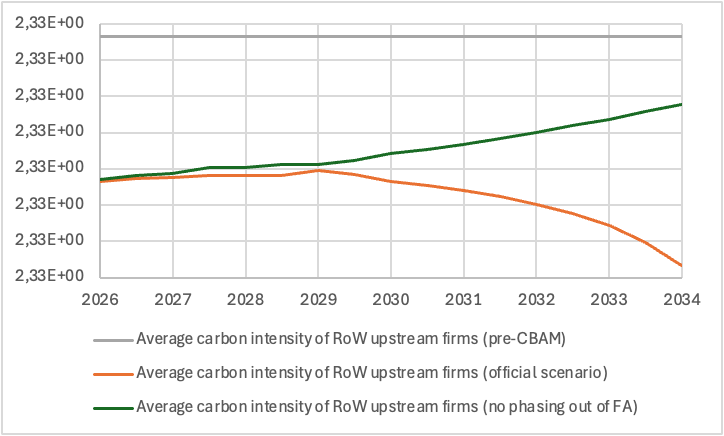 2,33E+00
2,33E+00
2,33E+00
2,33E+00
2,33E+00
2,33E+00
2,33E+00
2,33E+00
2026 2027 2028 2029 2030 2031 2032 2033 2034
Average carbon intensity of RoW upstream firms (pre-CBAM)
Average carbon intensity of RoW upstream firms (official scenario)
Average carbon intensity of RoW upstream firms (no phasing out of FA)